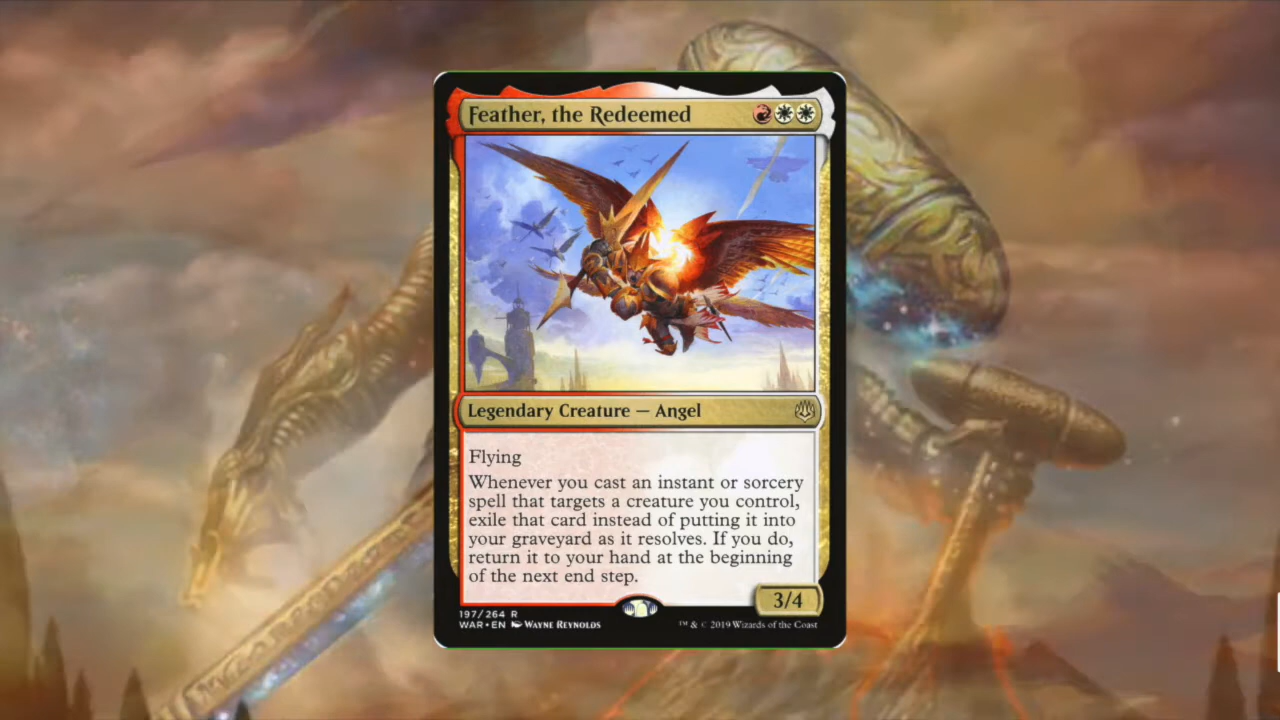 Feather, the Redeemed
Legendary Creature — Angel
Flying
Whenever you cast an instant or sorcery
spell that targets a creature you control,
exile that card instead of putting it into
your graveyard as it resolves. If you do,
return it to your hand at the beginning
of the next end step.
3/4
197/264 R
WAR • EN Wayne Reynolds
™ & © 2019 Wizards of the Coast